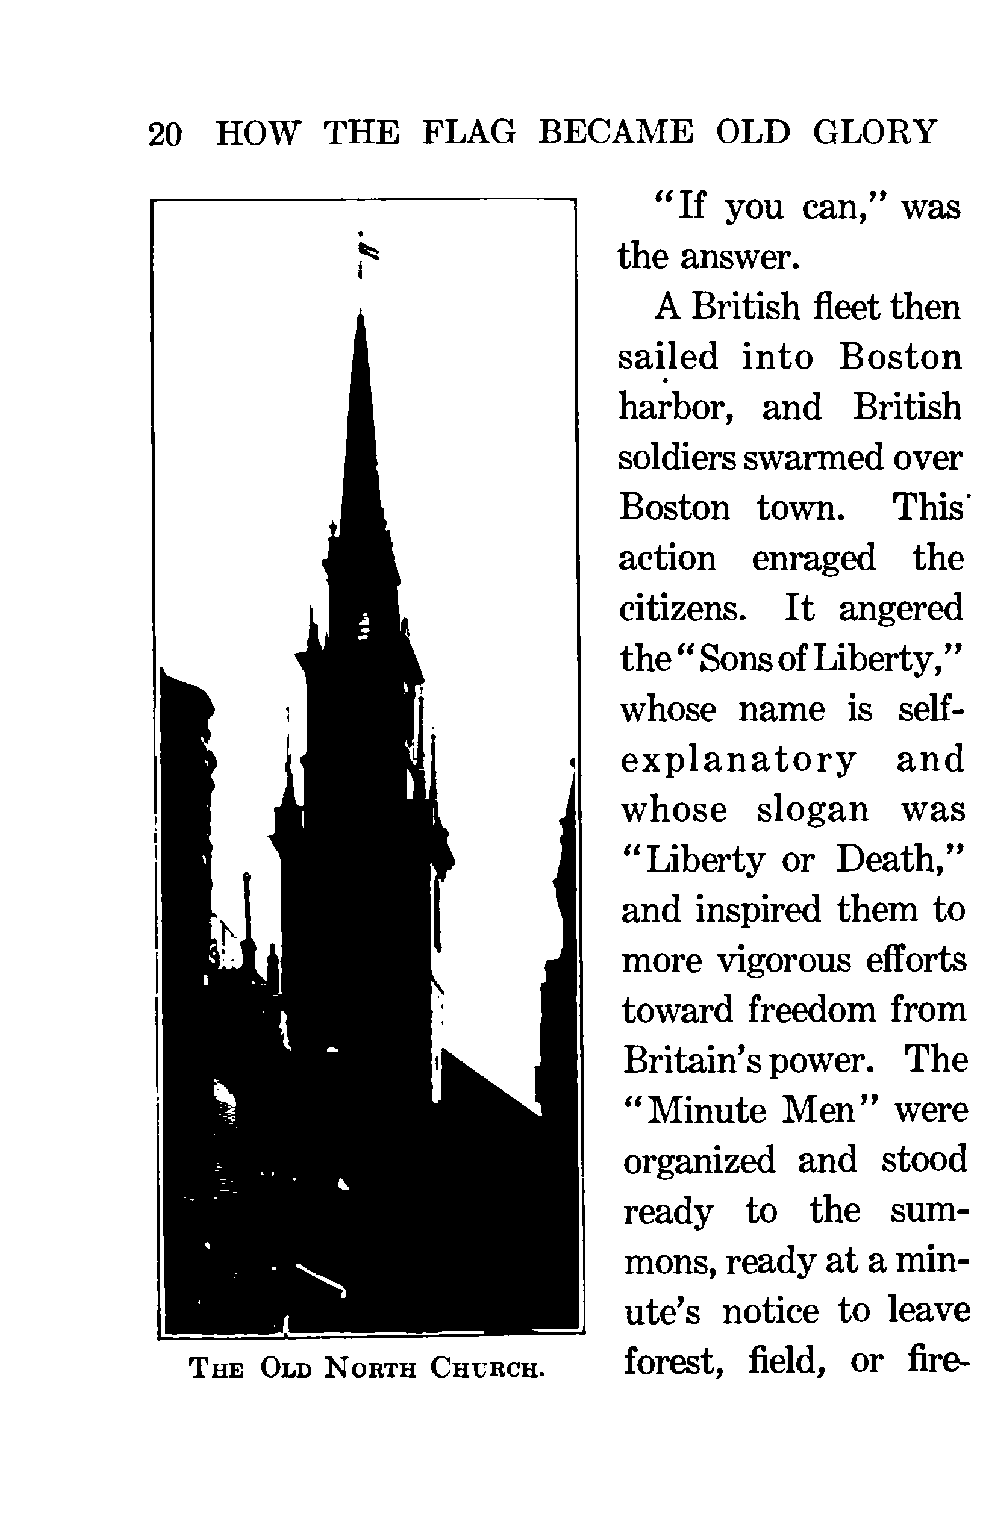 20 HOW THE FLAG BECAME OLD GLORY
"If you can," was
the answer.
A British fleet then
sailed into Boston
harbor, and British
soldiers swarmed over
Boston town. This
action enraged the
citizens. It angered
the "Sons of Liberty,"
whose name is self-
explanatory and
whose slogan was
"Liberty or Death,"
and inspired them to
more vigorous efforts
toward freedom from
Britain's power. The
"Minute Men" were
organized and stood
ready to the sum-
mons, ready at a min-
ute's notice to leave
forest, field, or fire-
THE OLD NORTH CHURCH.